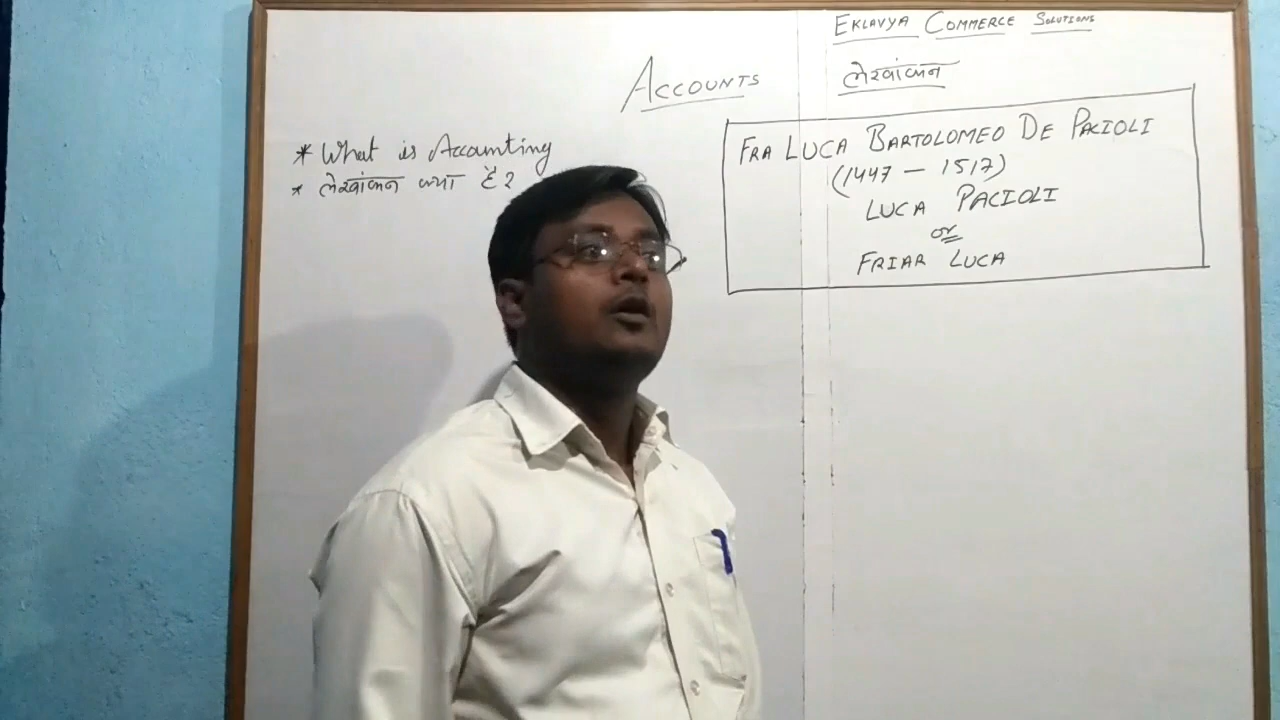 EKLAVYA COMMERCE SOLUTIONS
ACCOUNTS
लेखांकन
* What is Accounting
* लेखांकन क्या है?
FRA LUCA BARTOLOMEO DE PACIOLI
(1447 — 1517)
LUCA PACIOLI
or
FRIAR LUCA